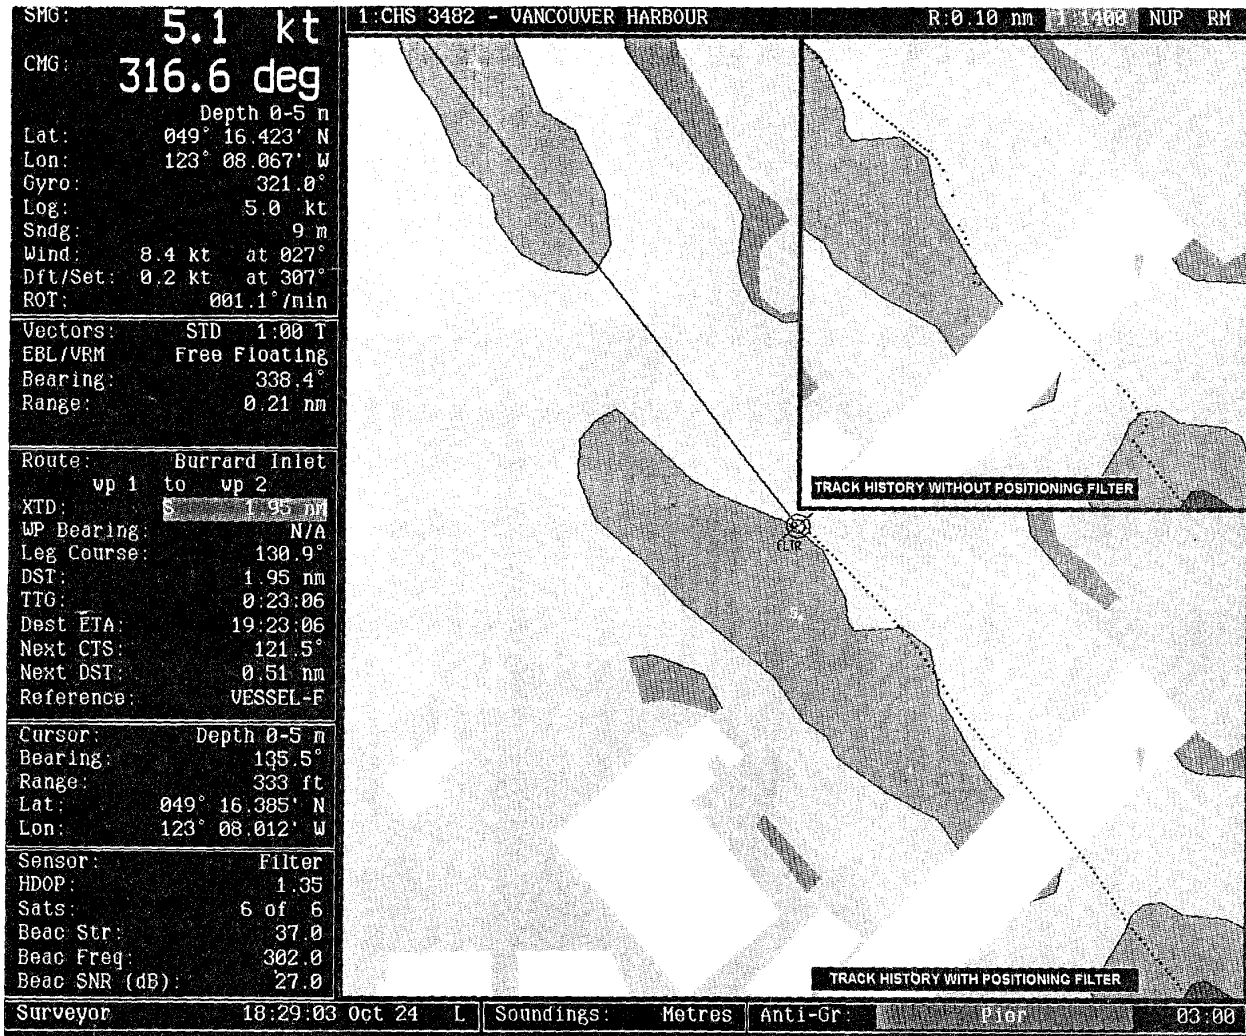 SMG: 5.1 kt
CMG: 316.6 deg
Depth 0-5 m
Lat: 049° 16.423' N
Lon: 123° 08.067' W
Gyro: 321.0°
Log: 5.0 kt
Sndg: 9 m
Wind: 8.4 kt at 027°
Dft/Set: 0.2 kt at 307°
ROT: 001.1°/min
Vectors: STD 1:00 T
EBL/VRM Free Floating
Bearing: 338.4°
Range: 0.21 nm
Route: Burrard Inlet
wp 1 to wp 2
XTD: S 1.95 nm
WP Bearing: N/A
Leg Course: 130.9°
DST: 1.95 nm
TTG: 0:23:06
Dest ETA: 19:23:06
Next CTS: 121.5°
Next DST: 0.51 nm
Reference: VESSEL-F
Cursor: Depth 0-5 m
Bearing: 135.5°
Range: 333 ft
Lat: 049° 16.385' N
Lon: 123° 08.012' W
Sensor: Filter
HDOP: 1.35
Sats: 6 of 6
Beac Str: 37.0
Beac Freq: 302.0
Beac SNR (dB): 27.0
1:CHS 3482 - VANCOUVER HARBOUR R:0.10 nm 1:1400 NUP RM
TRACK HISTORY WITHOUT POSITIONING FILTER
FLTR
TRACK HISTORY WITH POSITIONING FILTER
Surveyor 18:29:03 Oct 24 L Soundings: Metres Anti-Gr: Pior 03:00